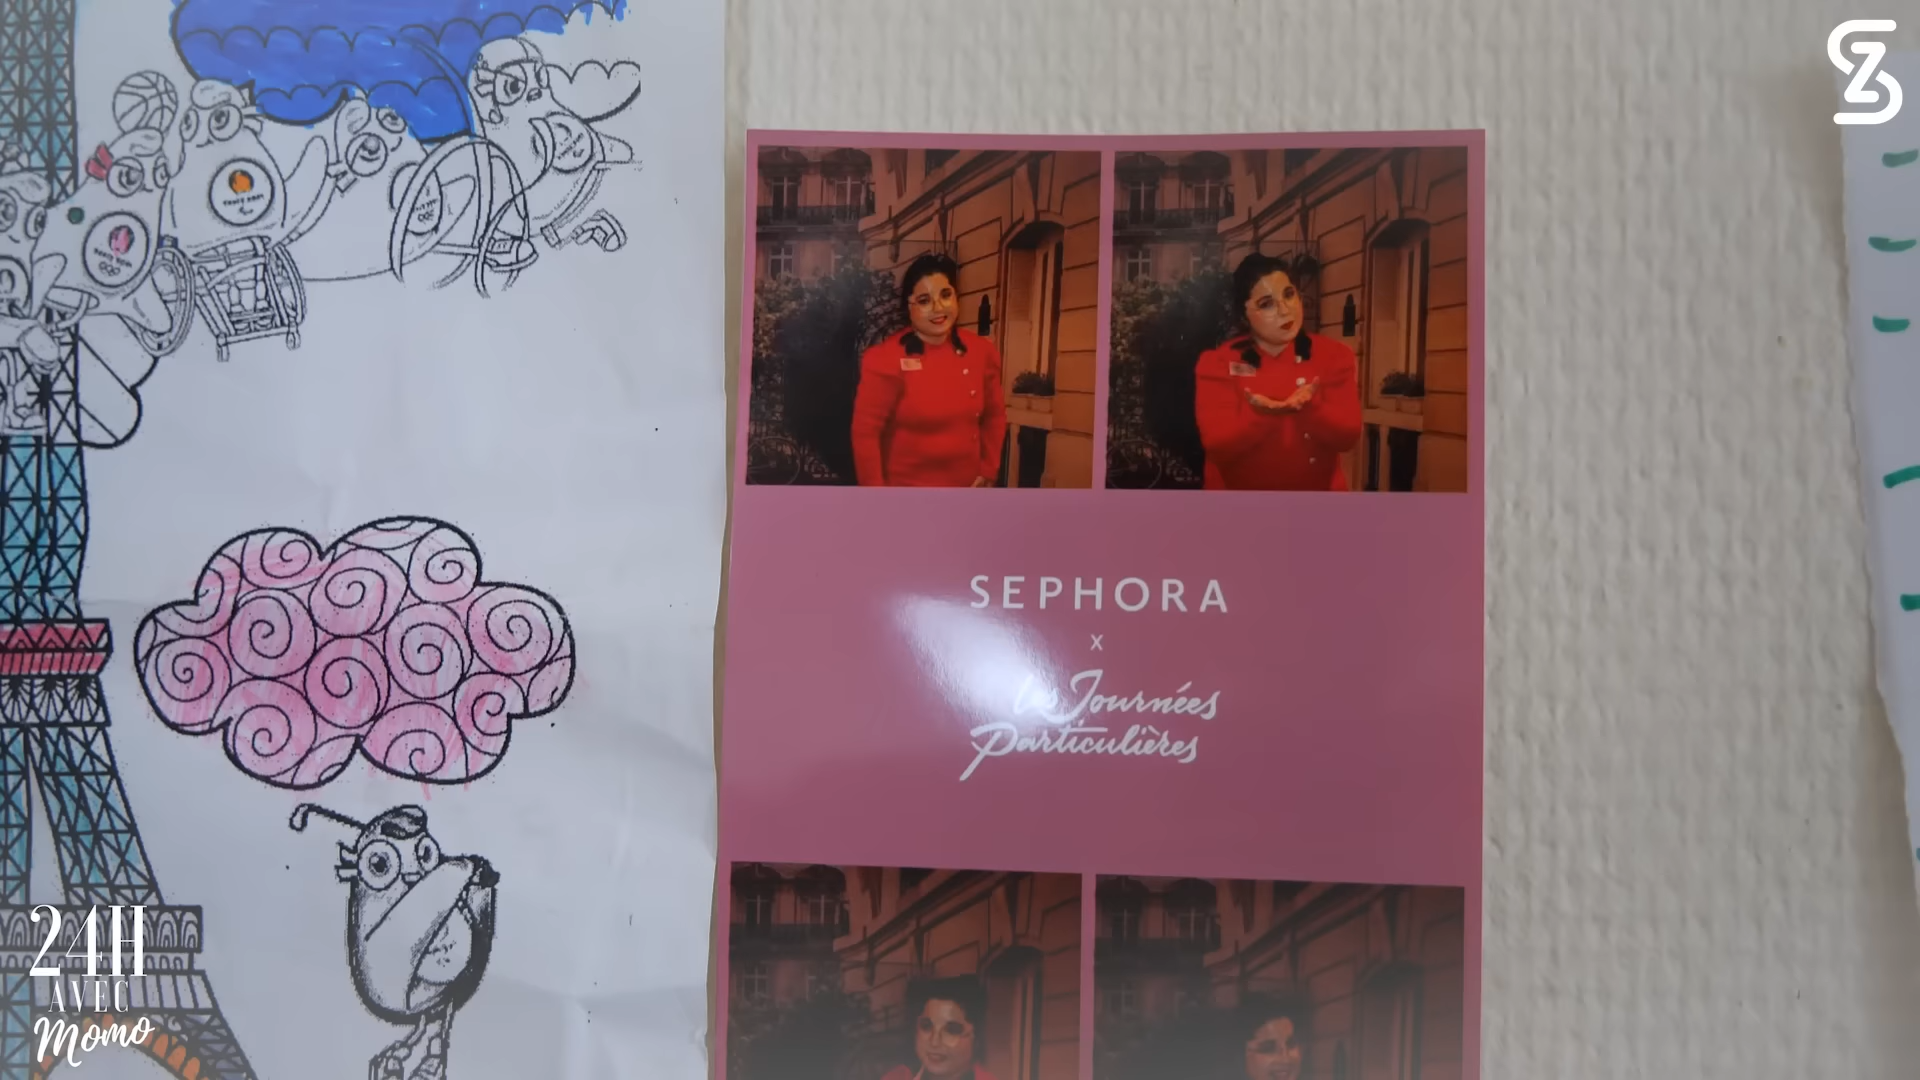 SEPHORA
x
Les Journées
Particulières
24H
AVEC
Momo